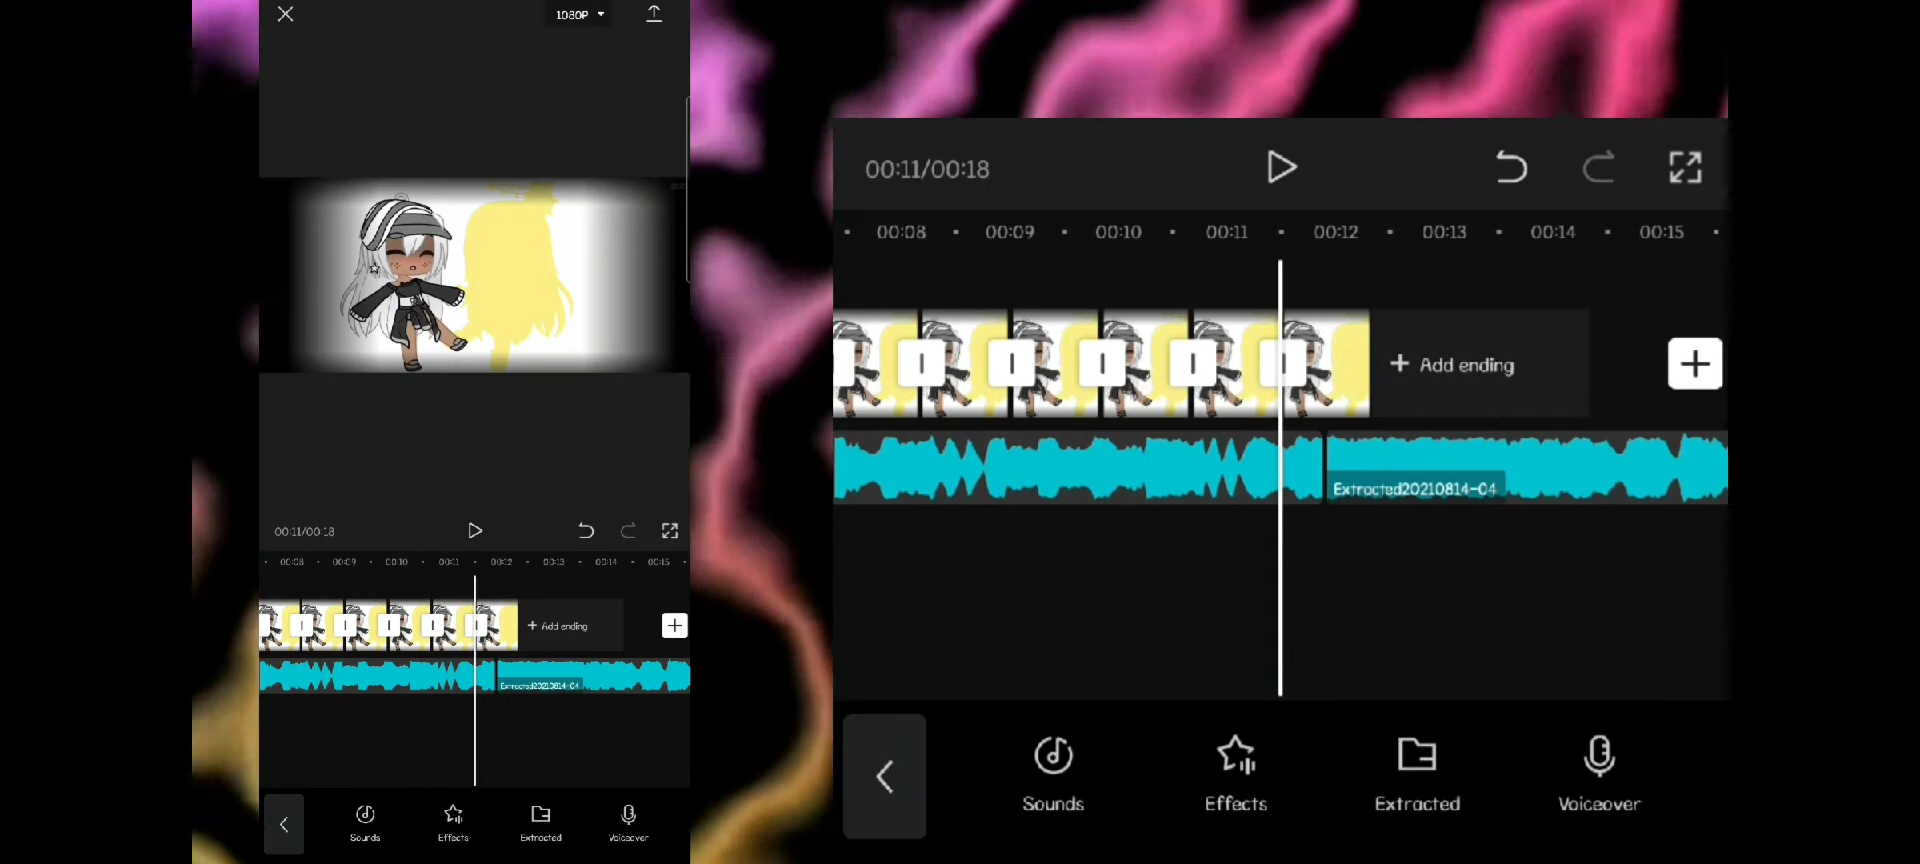 1080P
00:11/00:18
00:08 00:09 00:10 00:11 00:12 00:13 00:14 00:15
+ Add ending
Extracted20210814-04
Sounds Effects Extracted Voiceover
00:11/00:18
00:08 00:09 00:10 00:11 00:12 00:13 00:14 00:15
+ Add ending
Extracted20210814-04
Sounds Effects Extracted Voiceover